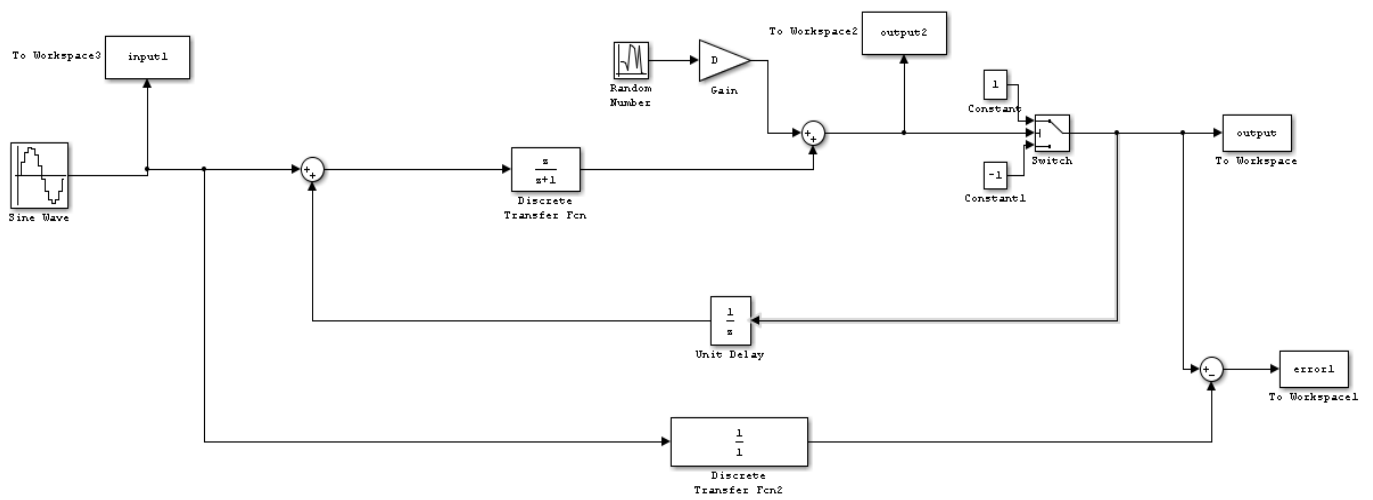 To Workspace3
input1
Sine Wave
+
+
z
z+1
Discrete
Transfer Fcn
Random
Number
D
Gain
+
+
To Workspace2
output2
1
Constant
-1
Constant1
Switch
output
To Workspace
1
z
Unit Delay
+
-
error1
To Workspace1
1
1
Discrete
Transfer Fcn2